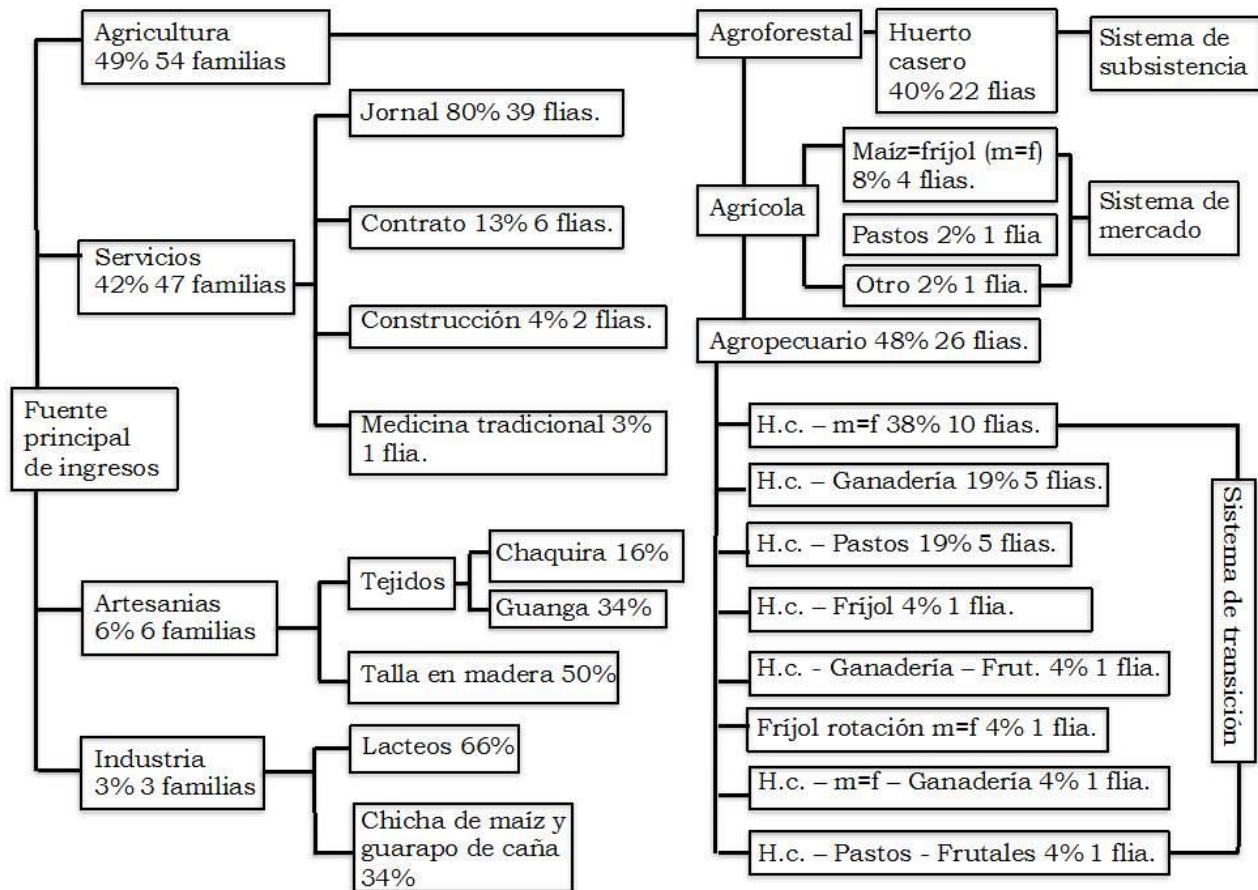 Fuente
principal
de ingresos
Agricultura
49% 54 familias
Servicios
42% 47 familias
Jornal 80% 39 flias.
Contrato 13% 6 flias.
Construcción 4% 2 flias.
Medicina tradicional 3%
1 flia.
Artesanias
6% 6 familias
Tejidos
Chaquira 16%
Guanga 34%
Talla en madera 50%
Industria
3% 3 familias
Lacteos 66%
Chicha de maíz y
guarapo de caña
34%
Agroforestal
Huerto
casero
40% 22 flias
Sistema de
subsistencia
Agrícola
Maíz=fríjol (m=f)
8% 4 flias.
Pastos 2% 1 flia
Otro 2% 1 flia.
Sistema de
mercado
Agropecuario 48% 26 flias.
H.c. – m=f 38% 10 flias.
H.c. – Ganadería 19% 5 flias.
H.c. – Pastos 19% 5 flias.
H.c. – Fríjol 4% 1 flia.
H.c. - Ganadería – Frut. 4% 1 flia.
Fríjol rotación m=f 4% 1 flia.
H.c. – m=f – Ganadería 4% 1 flia.
H.c. – Pastos - Frutales 4% 1 flia.
Sistema de transición